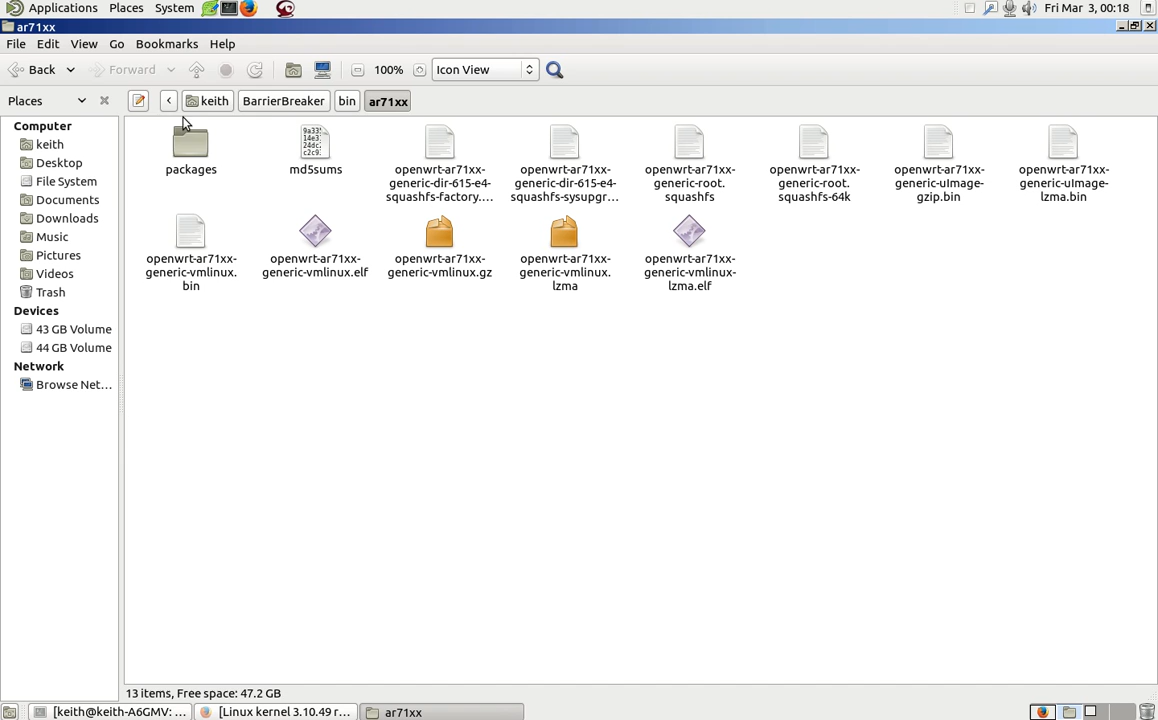 Applications Places System Fri Mar 3, 00:18
ar71xx
File Edit View Go Bookmarks Help
Back Forward 100% Icon View
Places keith BarrierBreaker bin ar71xx
Computer
keith
Desktop
File System
Documents
Downloads
Music
Pictures
Videos
Trash
Devices
43 GB Volume
44 GB Volume
Network
Browse Net...
packages
md5sums
openwrt-ar71xx-
generic-dir-615-e4-
squashfs-factory....
openwrt-ar71xx-
generic-dir-615-e4-
squashfs-sysupgr...
openwrt-ar71xx-
generic-root.
squashfs
openwrt-ar71xx-
generic-root.
squashfs-64k
openwrt-ar71xx-
generic-uImage-
gzip.bin
openwrt-ar71xx-
generic-uImage-
lzma.bin
openwrt-ar71xx-
generic-vmlinux.
bin
openwrt-ar71xx-
generic-vmlinux.elf
openwrt-ar71xx-
generic-vmlinux.gz
openwrt-ar71xx-
generic-vmlinux.
lzma
openwrt-ar71xx-
generic-vmlinux-
lzma.elf
13 items, Free space: 47.2 GB
[keith@keith-A6GMV: ... [Linux kernel 3.10.49 r... ar71xx